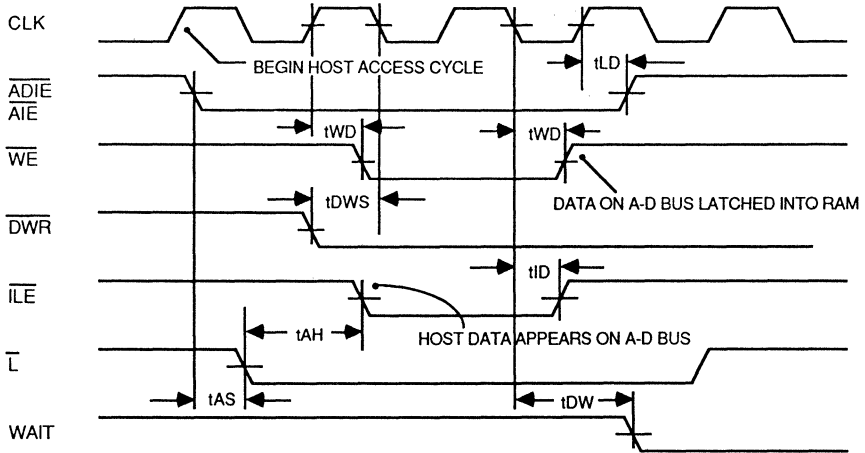 CLK
BEGIN HOST ACCESS CYCLE
tLD
ADIE
AIE
tWD
tWD
WE
tDWS
DATA ON A-D BUS LATCHED INTO RAM
DWR
tID
ILE
tAH
HOST DATA APPEARS ON A-D BUS
L
tAS
tDW
WAIT